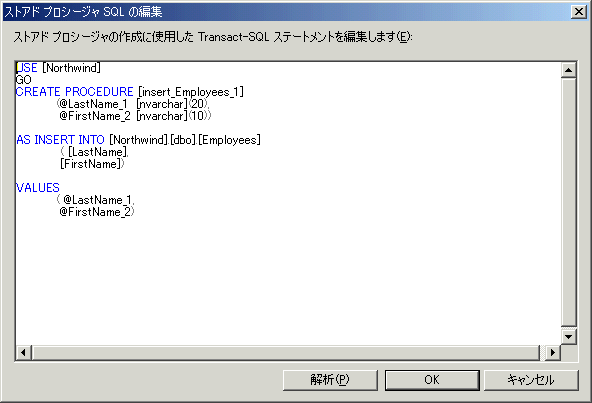 ストアド プロシージャ SQL の編集
ストアド プロシージャの作成に使用した Transact-SQL ステートメントを編集します(E):
USE [Northwind]
GO
CREATE PROCEDURE [insert_Employees_1]
(@LastName_1 [nvarchar](20),
@FirstName_2 [nvarchar](10))
AS INSERT INTO [Northwind].[dbo].[Employees]
( [LastName],
[FirstName])
VALUES
( @LastName_1,
@FirstName_2)
解析(P) OK キャンセル